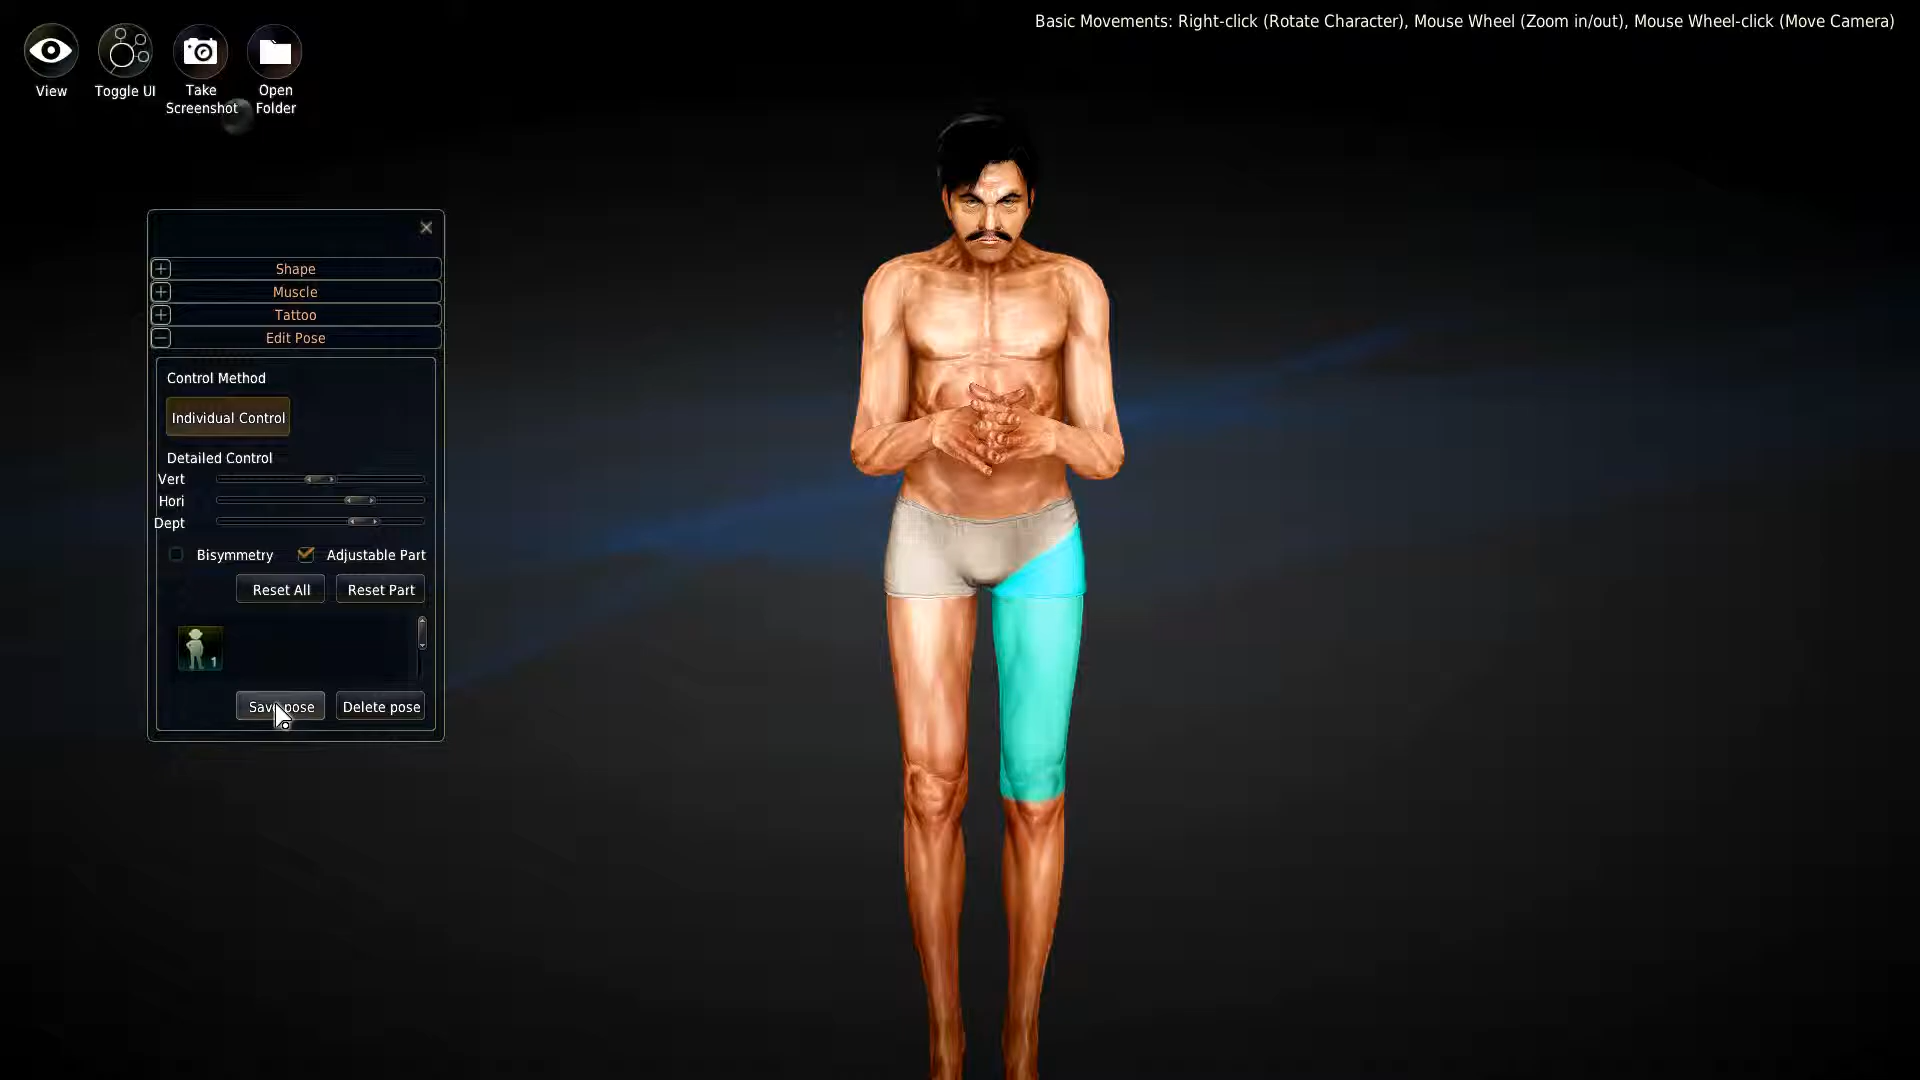 Basic Movements: Right-click (Rotate Character), Mouse Wheel (Zoom in/out), Mouse Wheel-click (Move Camera)
View
Toggle UI
Take Screenshot
Open Folder
Shape
Muscle
Tattoo
Edit Pose
Control Method
Individual Control
Detailed Control
Vert
Hori
Dept
Bisymmetry
Adjustable Part
Reset All
Reset Part
1
Save pose
Delete pose